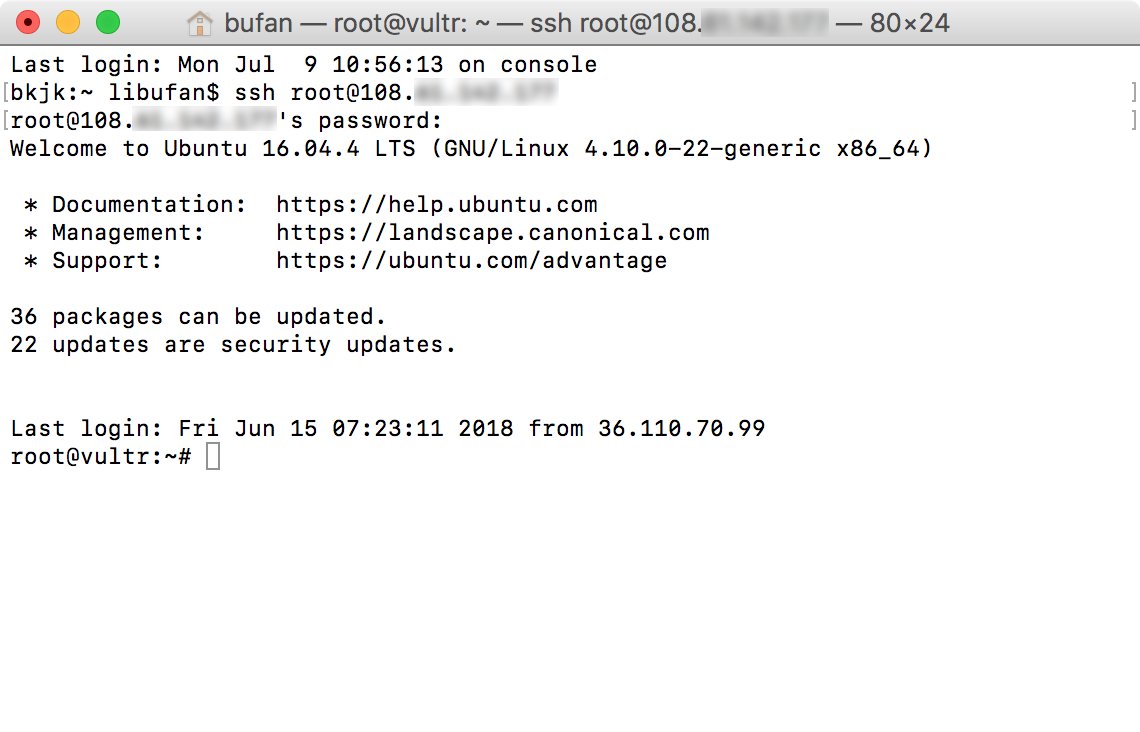 bufan — root@vultr: ~ — ssh root@108. — 80×24
Last login: Mon Jul  9 10:56:13 on console
[bkjk:~ libufan$ ssh root@108. ]
[root@108. 's password: ]
Welcome to Ubuntu 16.04.4 LTS (GNU/Linux 4.10.0-22-generic x86_64)
* Documentation:  https://help.ubuntu.com
* Management:     https://landscape.canonical.com
* Support:        https://ubuntu.com/advantage
36 packages can be updated.
22 updates are security updates.
Last login: Fri Jun 15 07:23:11 2018 from 36.110.70.99
root@vultr:~#